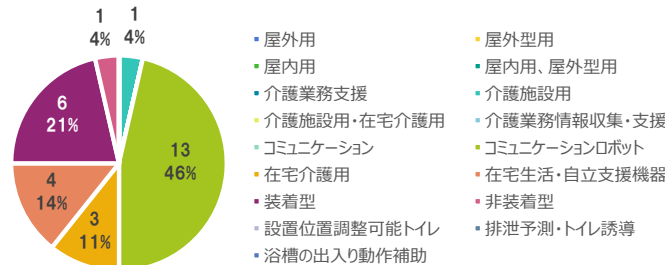 1
4%
1
4%
13
46%
3
11%
4
14%
6
21%
屋外用
屋外型用
屋内用
屋内用、屋外型用
介護業務支援
介護施設用
介護施設用・在宅介護用
介護業務情報収集・支援
コミュニケーション
コミュニケーションロボット
在宅介護用
在宅生活・自立支援機器
装着型
非装着型
設置位置調整可能トイレ
排泄予測・トイレ誘導
浴槽の出入り動作補助